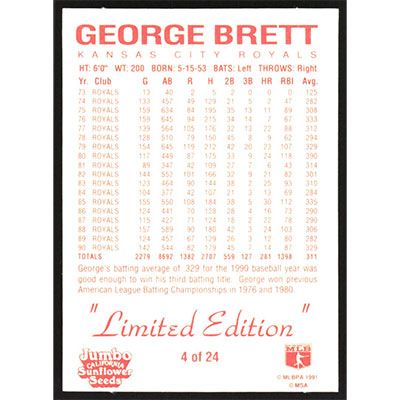 GEORGE BRETT
KANSAS CITY ROYALS
HT: 6'0" WT: 200 BORN: 5-15-53 BATS: Left THROWS: Right
Yr. Club G AB R H 2B 3B HR RBI Avg.
73 ROYALS 13 40 2 5 2 0 0 0 125
74 ROYALS 133 457 49 129 21 5 2 47 282
75 ROYALS 159 634 84 195 35 13 11 89
76 ROYALS 159 645 94 215 34 14 7 67 333
77 ROYALS 139 564 105 176 32 13 22 88 312
78 ROYALS 128 510 79 150 45 8 9 62 294
79 ROYALS 154 645 119 212 42 20 23 107 329
80 ROYALS 117 449 87 175 33 9 24 118 390
81 ROYALS 89 347 42 109 27 7 6 43 314
82 ROYALS 144 552 101 166 32 9 21 82 301
83 ROYALS 123 464 90 144 38 2 25 93 310
84 ROYALS 104 377 42 107 21 3 13 69 284
85 ROYALS 155 550 108 184 38 5 30 112 335
86 ROYALS 124 441 70 128 28 4 16 73 290
87 ROYALS 115 427 71 124 18 2 22 78 290
88 ROYALS 157 589 90 180 42 3 24 103 306
89 ROYALS 124 457 67 129 26 3 12 80 282
90 ROYALS 142 544 82 179 45 7 14 87
TOTALS 2279 8692 1382 2707 559 127 281 1398 311
George's batting average of .329 for the 1990 baseball year was
good enough to win his third batting title. George won previous
American League Batting Championships in 1976 and 1980.
"Limited Edition"
4 of 24
Jumbo
CALIFORNIA
Sunflower
Seeds
MLB
© MLBPA 1991
© MSA